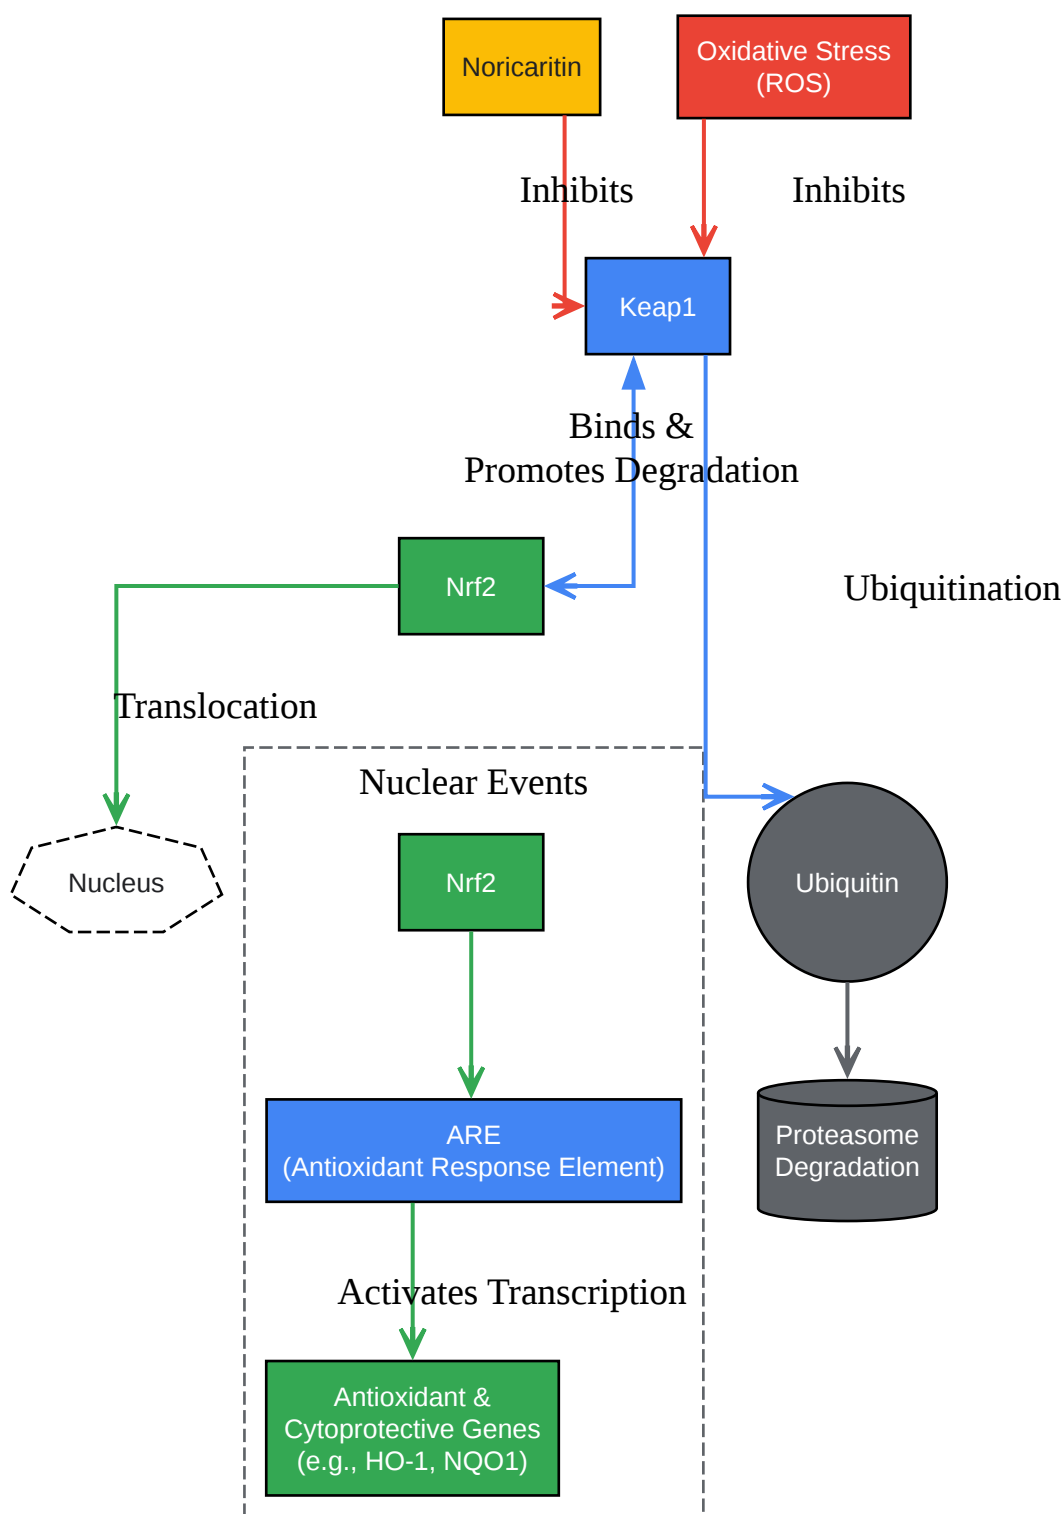 Noricaritin
Oxidative Stress
(ROS)
Inhibits
Inhibits
Keap1
Binds &
Promotes Degradation
Nrf2
Ubiquitination
Translocation
Nuclear Events
Nucleus
Nrf2
Ubiquitin
ARE
(Antioxidant Response Element)
Proteasome
Degradation
Activates Transcription
Antioxidant &
Cytoprotective Genes
(e.g., HO-1, NQO1)